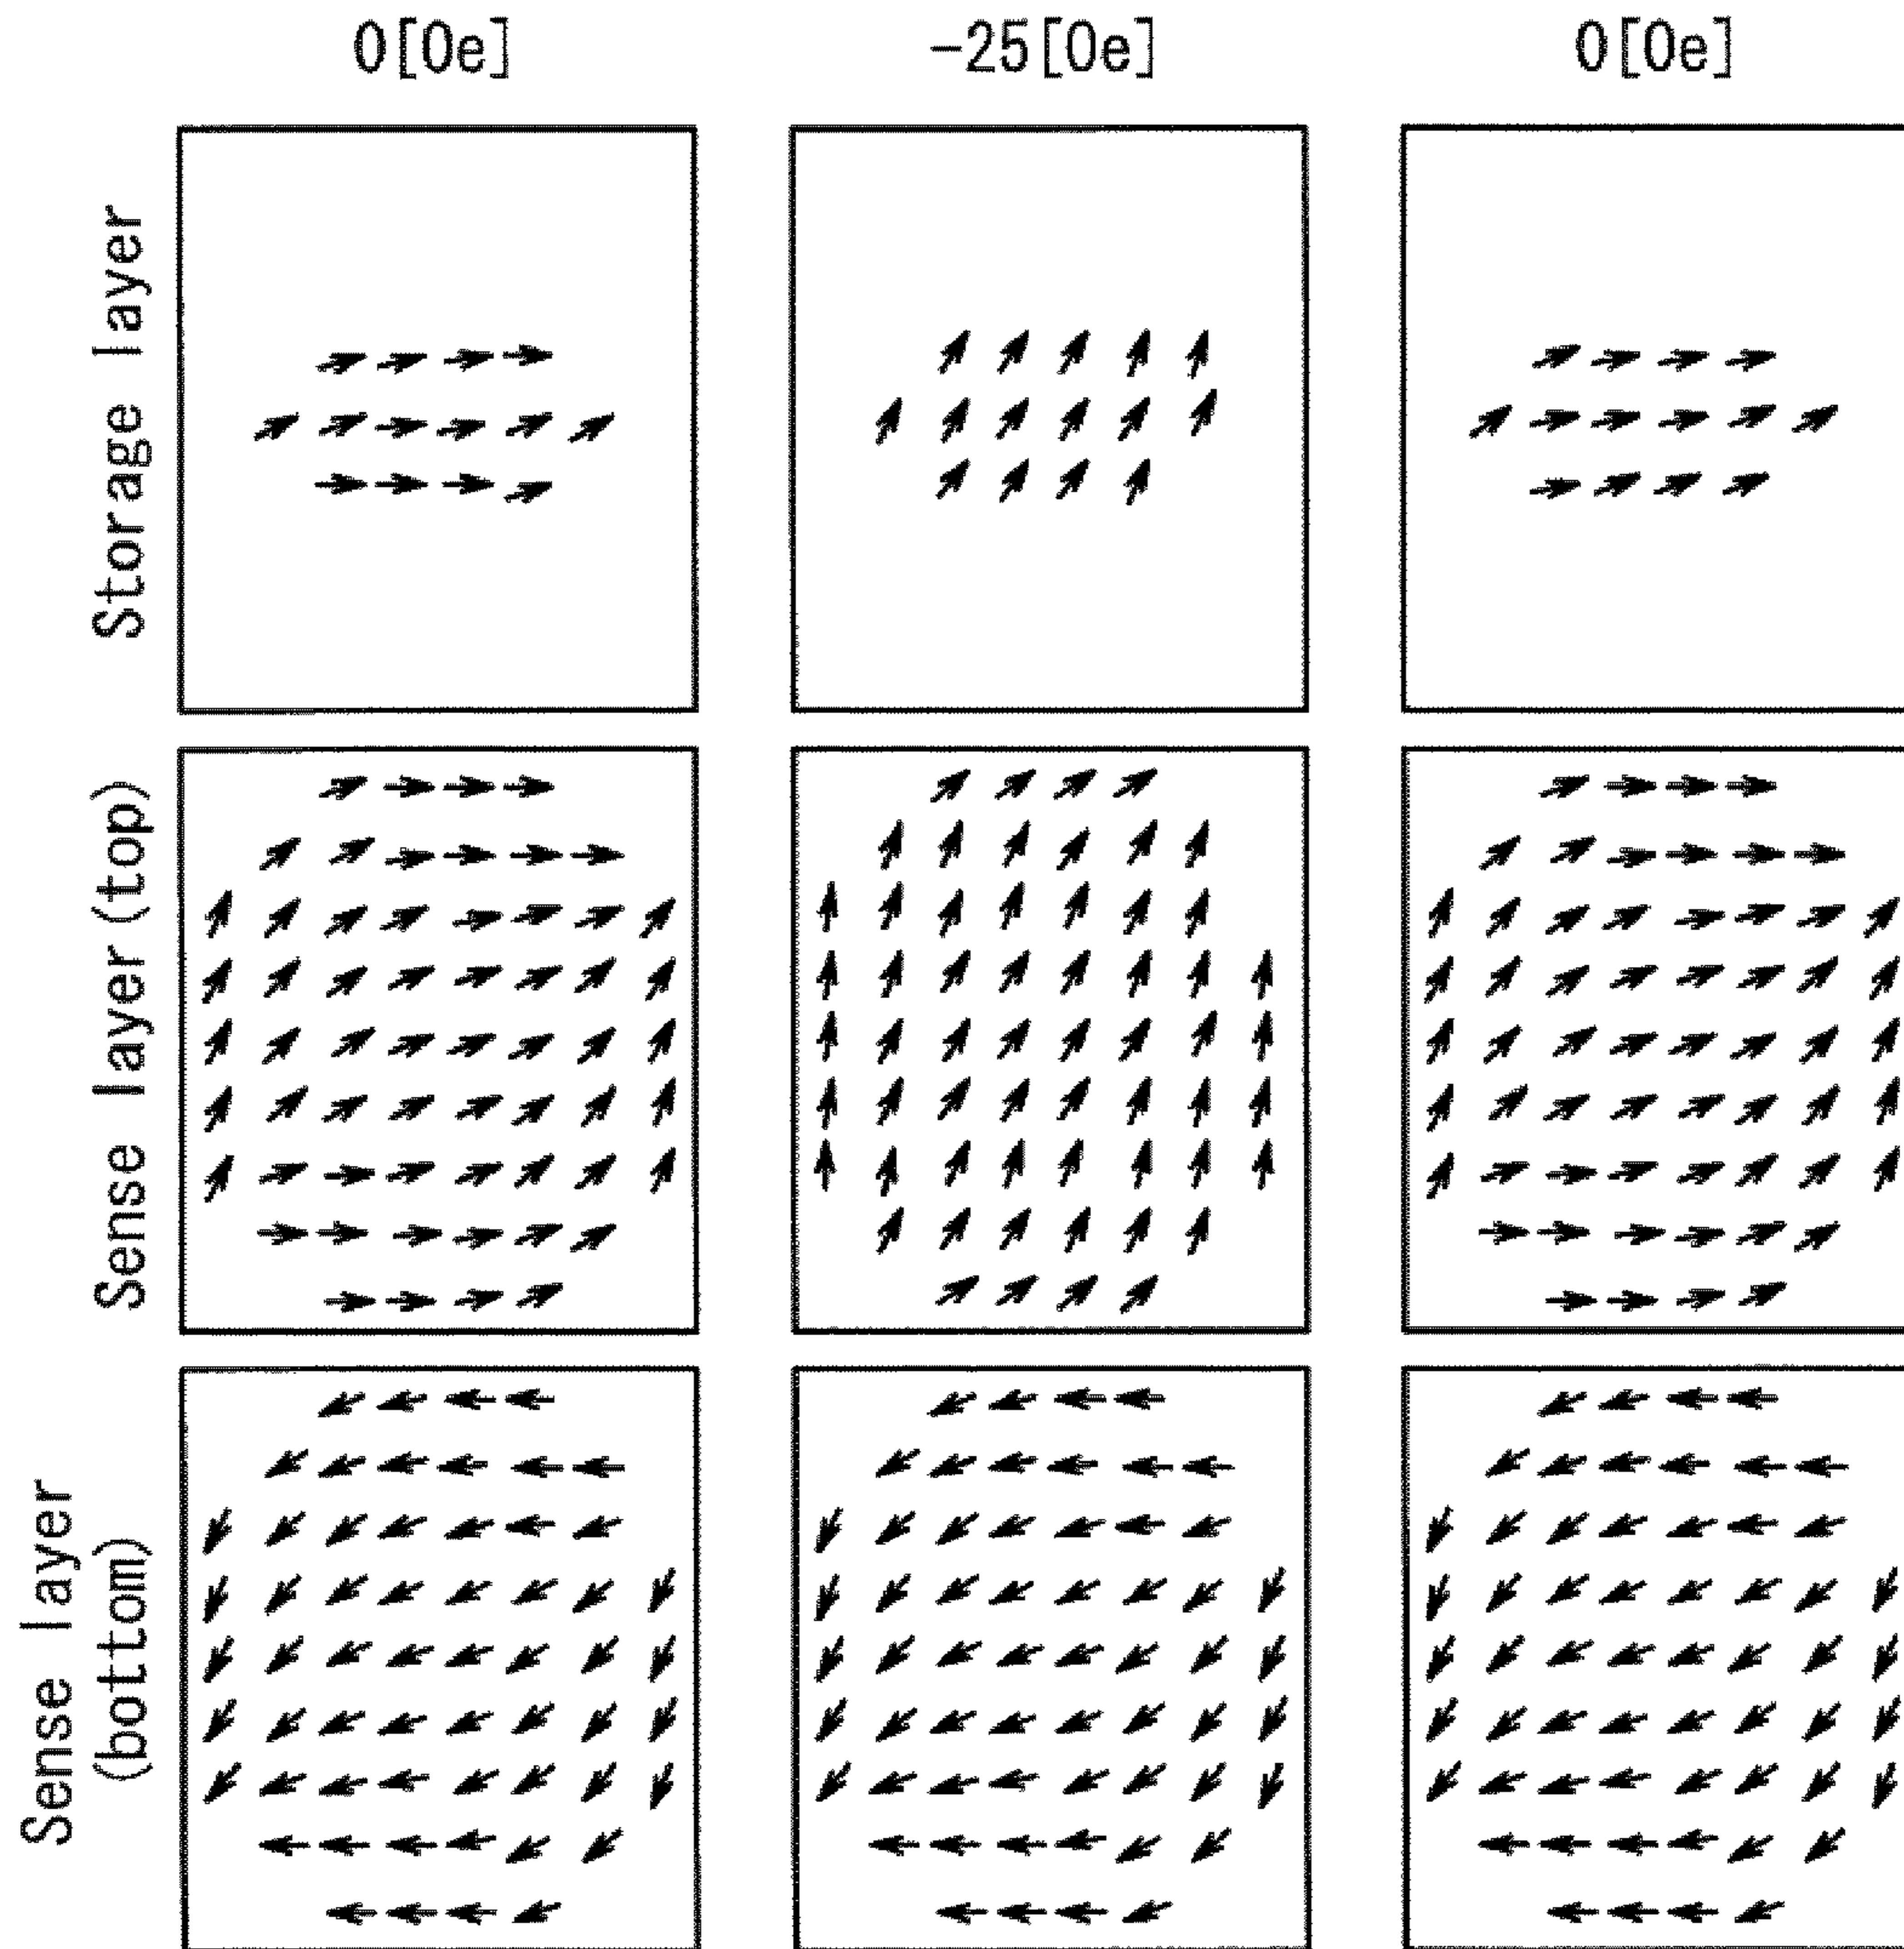 0[Oe]
-25[Oe]
0[Oe]
Storage layer
Sense layer(top)
Sense layer
(bottom)